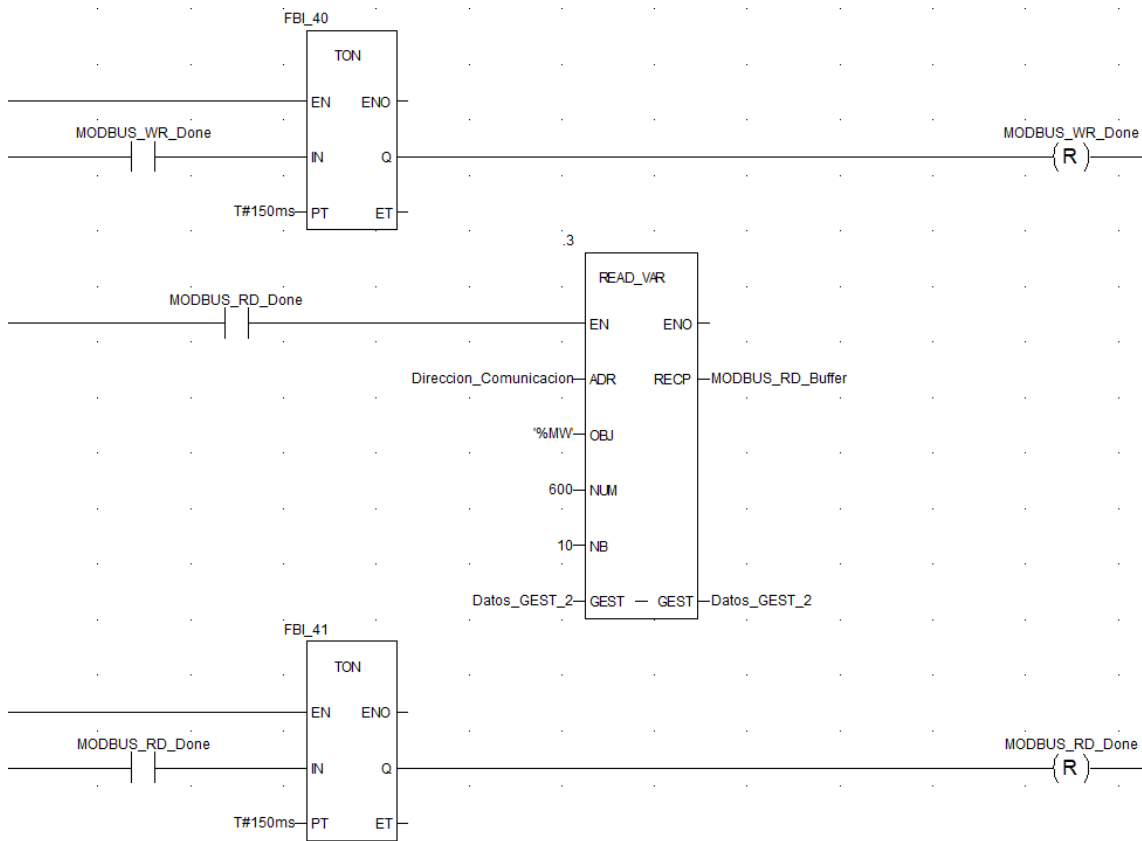 FBI_40
TON
EN ENO
MODBUS_WR_Done MODBUS_WR_Done
IN Q (R)
T#150ms PT ET
.3
READ_VAR
MODBUS_RD_Done
EN ENO
Direccion_Comunicacion ADR RECP MODBUS_RD_Buffer
'%MW' OBJ
600 NUM
10 NB
Datos_GEST_2 GEST — GEST Datos_GEST_2
FBI_41
TON
EN ENO
MODBUS_RD_Done MODBUS_RD_Done
IN Q (R)
T#150ms PT ET